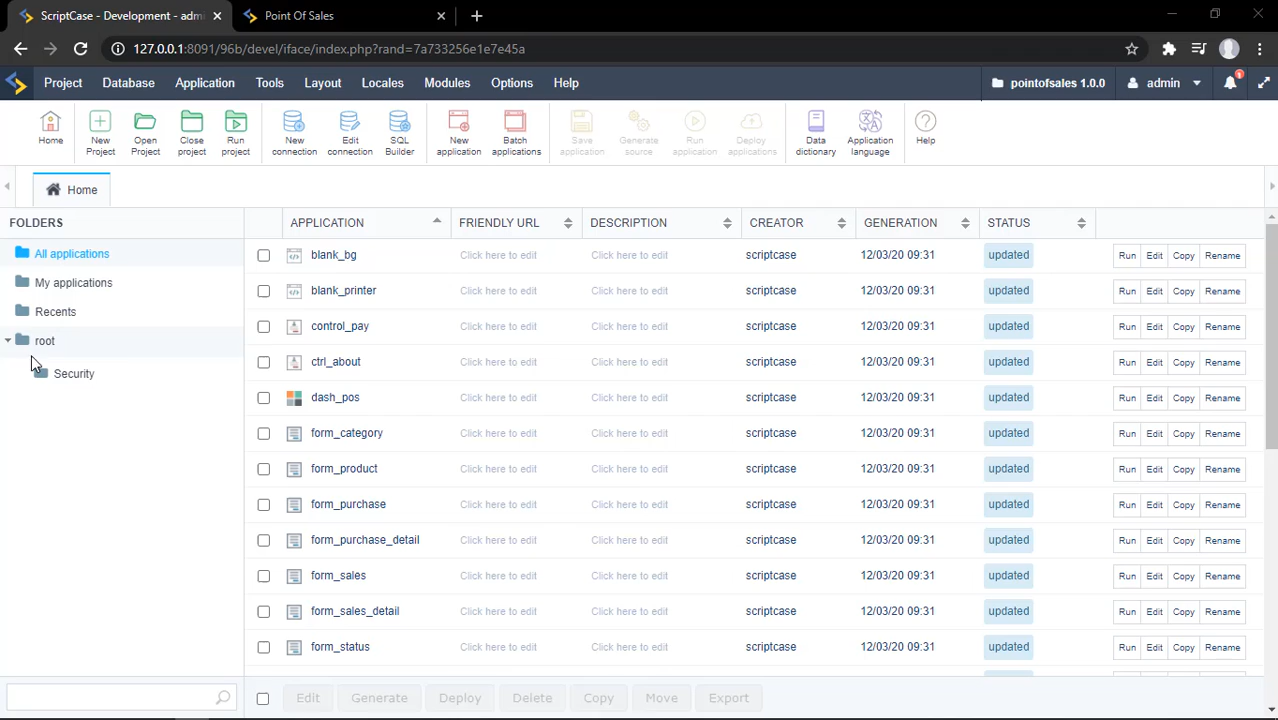 ScriptCase - Development - adm
Point Of Sales
127.0.0.1:8091/96b/devel/iface/index.php?rand=7a733256e1e7e45a
Project Database Application Tools Layout Locales Modules Options Help
pointofsales 1.0.0 admin 1
Home
New Project
Open Project
Close project
Run project
New connection
Edit connection
SQL Builder
New application
Batch applications
Save application
Generate source
Run application
Deploy applications
Data dictionary
Application language
Help
Home
FOLDERS
All applications
My applications
Recents
root
Security
APPLICATION FRIENDLY URL DESCRIPTION CREATOR GENERATION STATUS
blank_bg Click here to edit Click here to edit scriptcase 12/03/20 09:31 updated Run Edit Copy Rename
blank_printer Click here to edit Click here to edit scriptcase 12/03/20 09:31 updated Run Edit Copy Rename
control_pay Click here to edit Click here to edit scriptcase 12/03/20 09:31 updated Run Edit Copy Rename
ctrl_about Click here to edit Click here to edit scriptcase 12/03/20 09:31 updated Run Edit Copy Rename
dash_pos Click here to edit Click here to edit scriptcase 12/03/20 09:31 updated Run Edit Copy Rename
form_category Click here to edit Click here to edit scriptcase 12/03/20 09:31 updated Run Edit Copy Rename
form_product Click here to edit Click here to edit scriptcase 12/03/20 09:31 updated Run Edit Copy Rename
form_purchase Click here to edit Click here to edit scriptcase 12/03/20 09:31 updated Run Edit Copy Rename
form_purchase_detail Click here to edit Click here to edit scriptcase 12/03/20 09:31 updated Run Edit Copy Rename
form_sales Click here to edit Click here to edit scriptcase 12/03/20 09:31 updated Run Edit Copy Rename
form_sales_detail Click here to edit Click here to edit scriptcase 12/03/20 09:31 updated Run Edit Copy Rename
form_status Click here to edit Click here to edit scriptcase 12/03/20 09:31 updated Run Edit Copy Rename
Edit Generate Deploy Delete Copy Move Export